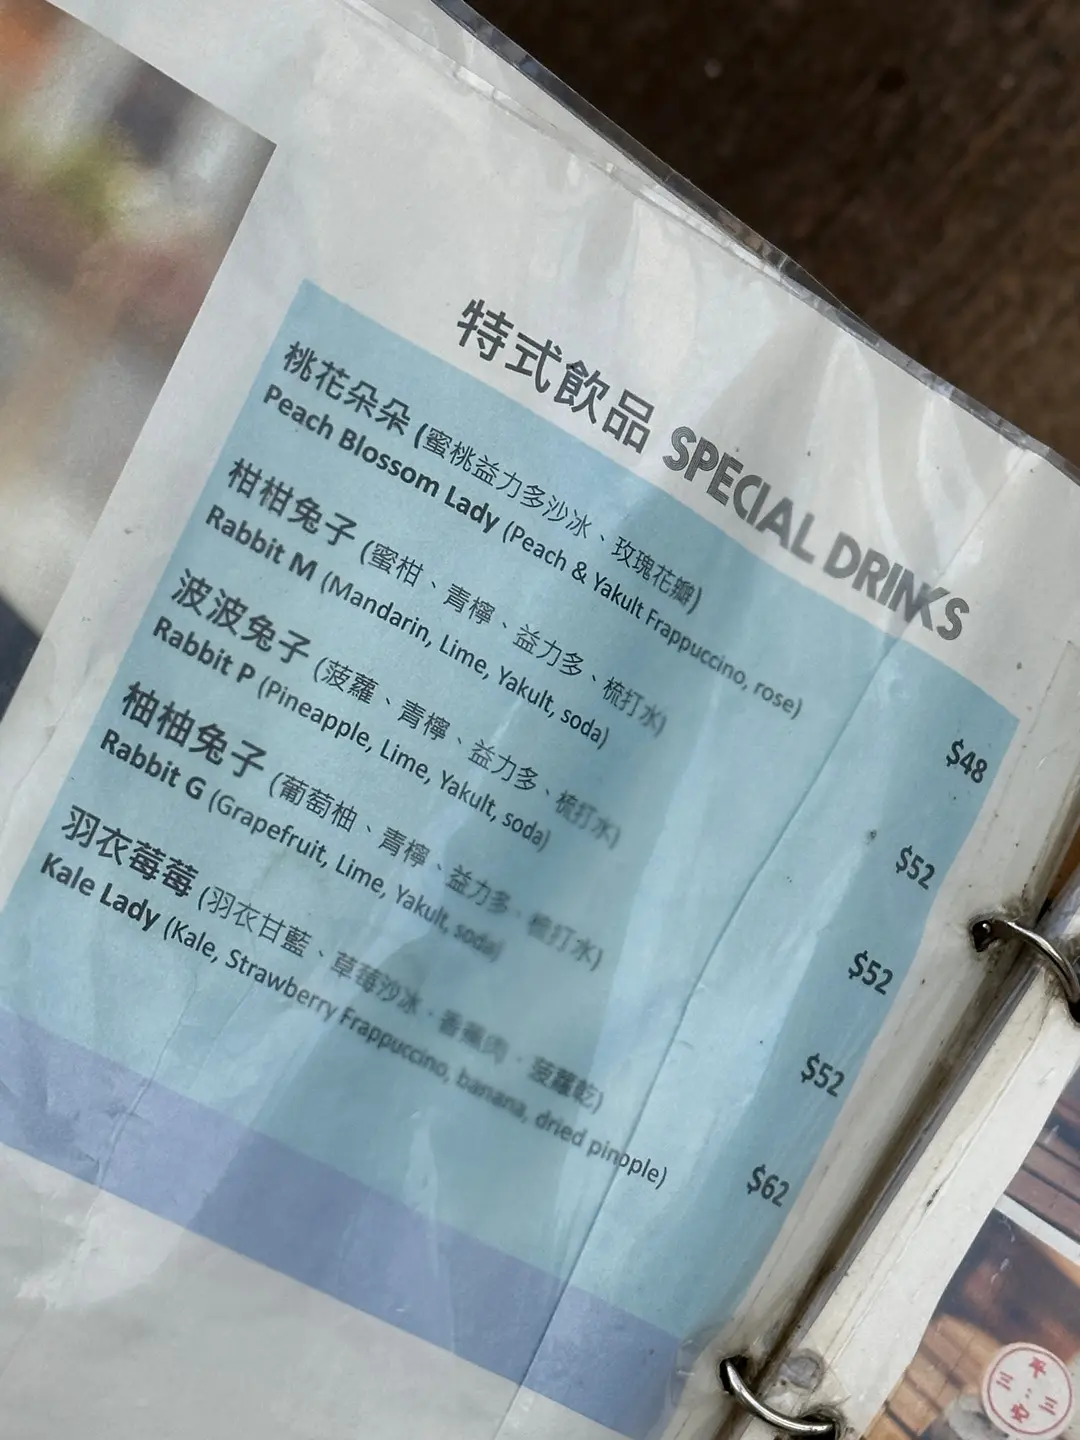 特式飲品 SPECIAL DRINKS
桃花朵朵 (蜜桃益力多沙冰、玫瑰花瓣)
Peach Blossom Lady (Peach & Yakult Frappuccino, rose) $48
柑柑兔子 (蜜柑、青檸、益力多、梳打水)
Rabbit M (Mandarin, Lime, Yakult, soda) $52
波波兔子 (菠蘿、青檸、益力多、梳打水)
Rabbit P (Pineapple, Lime, Yakult, soda) $52
柚柚兔子 (葡萄柚、青檸、益力多、梳打水)
Rabbit G (Grapefruit, Lime, Yakult, soda) $52
羽衣莓莓 (羽衣甘藍、草莓沙冰、香蕉肉、菠蘿乾)
Kale Lady (Kale, Strawberry Frappuccino, banana, dried pinpple) $62